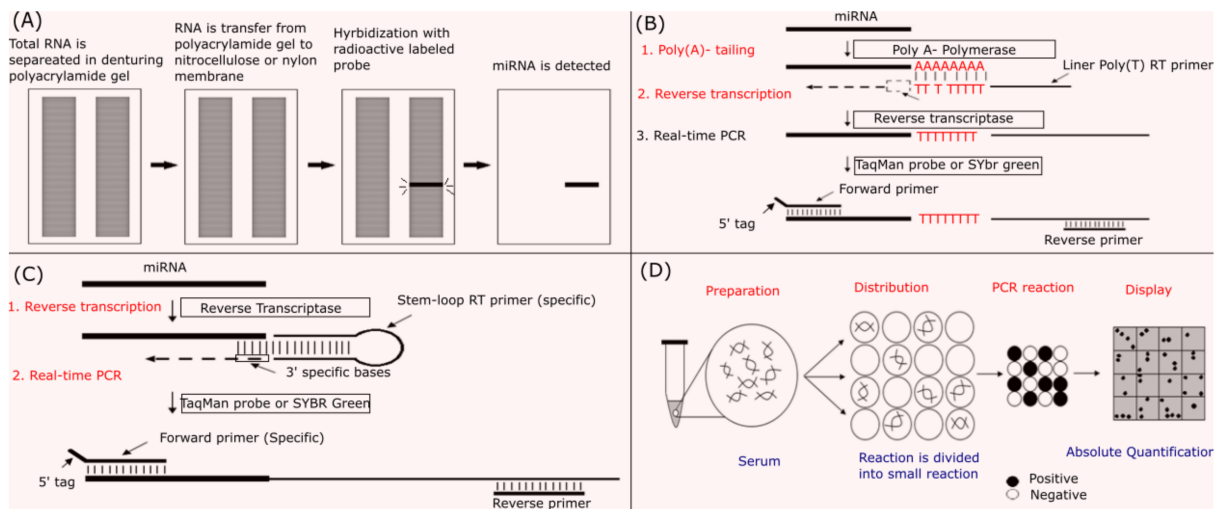 (A)
Total RNA is
sepereated in denturing
polyacrylamide gel
RNA is transfer from
polyacrylamide gel to
nitrocellulose or nylon
membrane
Hyrbidization with
radioactive labeled
probe
miRNA is detected
(B)
miRNA
1. Poly(A)- tailing
Poly A- Polymerase
AAAAAAAA
Liner Poly(T) RT primer
2. Reverse transcription
TT T TTTTT
Reverse transcriptase
3. Real-time PCR
TTTTTTTT
TaqMan probe or SYbr green
Forward primer
5' tag
TTTTTTTT
Reverse primer
(C)
miRNA
1. Reverse transcription
Reverse Transcriptase
Stem-loop RT primer (specific)
3' specific bases
2. Real-time PCR
TaqMan probe or SYBR Green
Forward primer (Specific)
5' tag
Reverse primer
(D)
Preparation
Distribution
PCR reaction
Display
Serum
Reaction is divided
into small reaction
Absolute Quantification
Positive
Negative